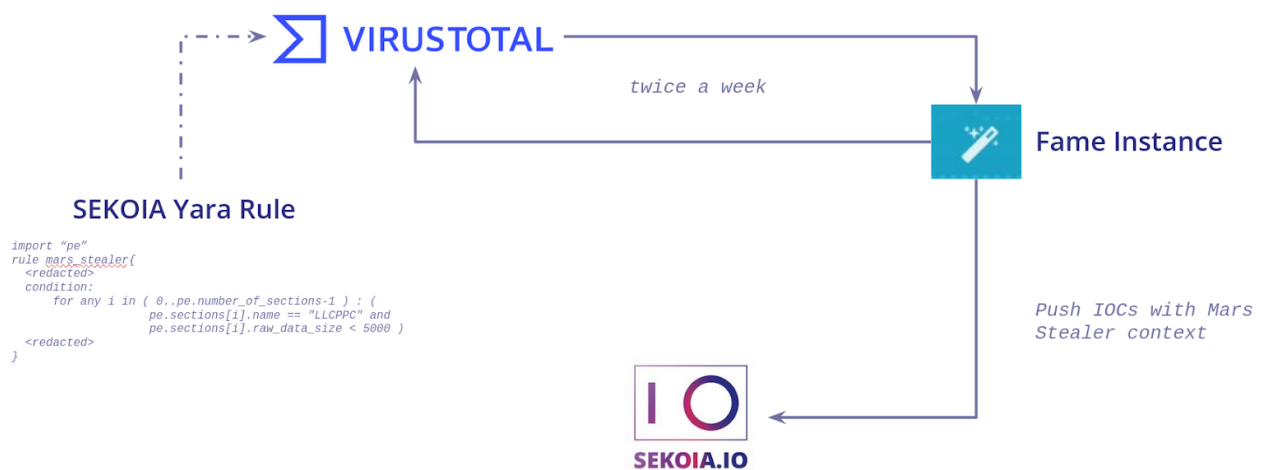 VIRUSTOTAL
twice a week
Fame Instance
SEKOIA Yara Rule
import “pe”
rule mars_stealer{
<redacted>
condition:
for any i in ( 0..pe.number_of_sections-1 ) : (
pe.sections[i].name == "LLCPPC" and
pe.sections[i].raw_data_size < 5000 )
<redacted>
}
Push IOCs with Mars
Stealer context
IO
SEKOIA.IO